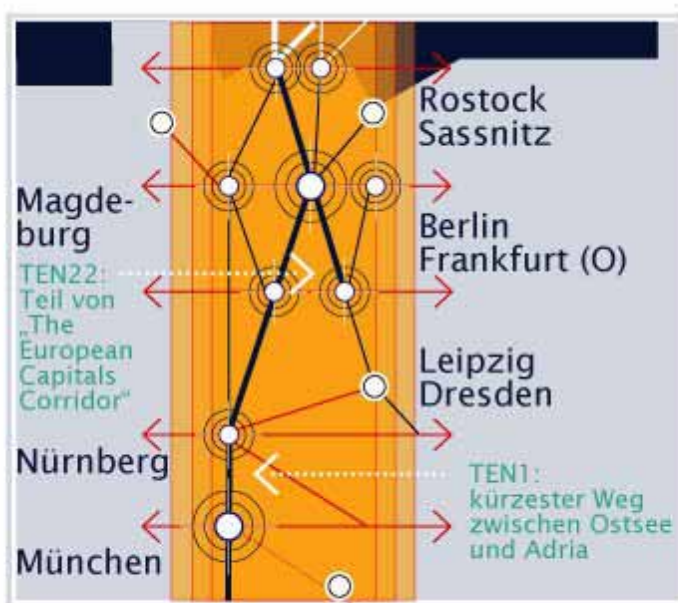 Rostock
Sassnitz
Magde-
burg
Berlin
Frankfurt (O)
TEN22:
Teil von
„The
European
Capitals
Corridor“
Leipzig
Dresden
Nürnberg
TEN1:
kürzester Weg
zwischen Ostsee
und Adria
München